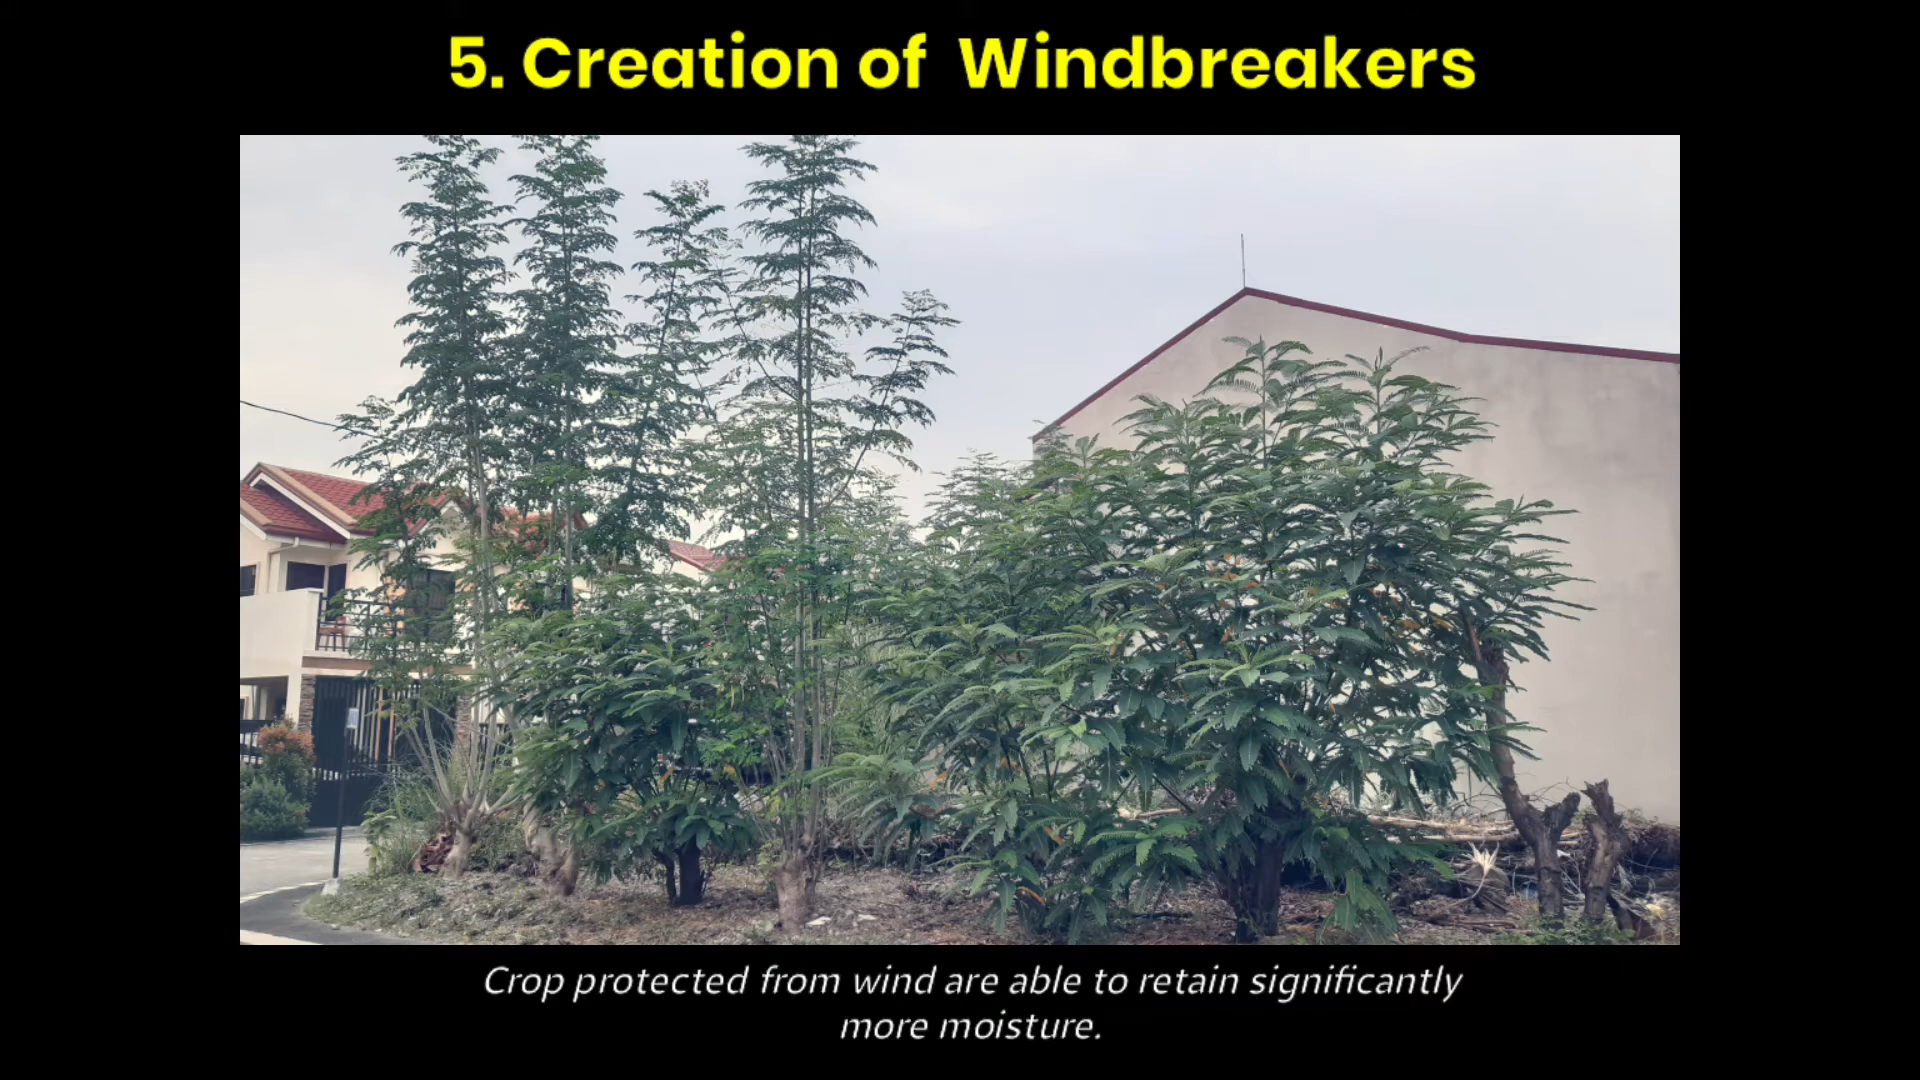 5. Creation of Windbreakers
Crop protected from wind are able to retain significantly
more moisture.